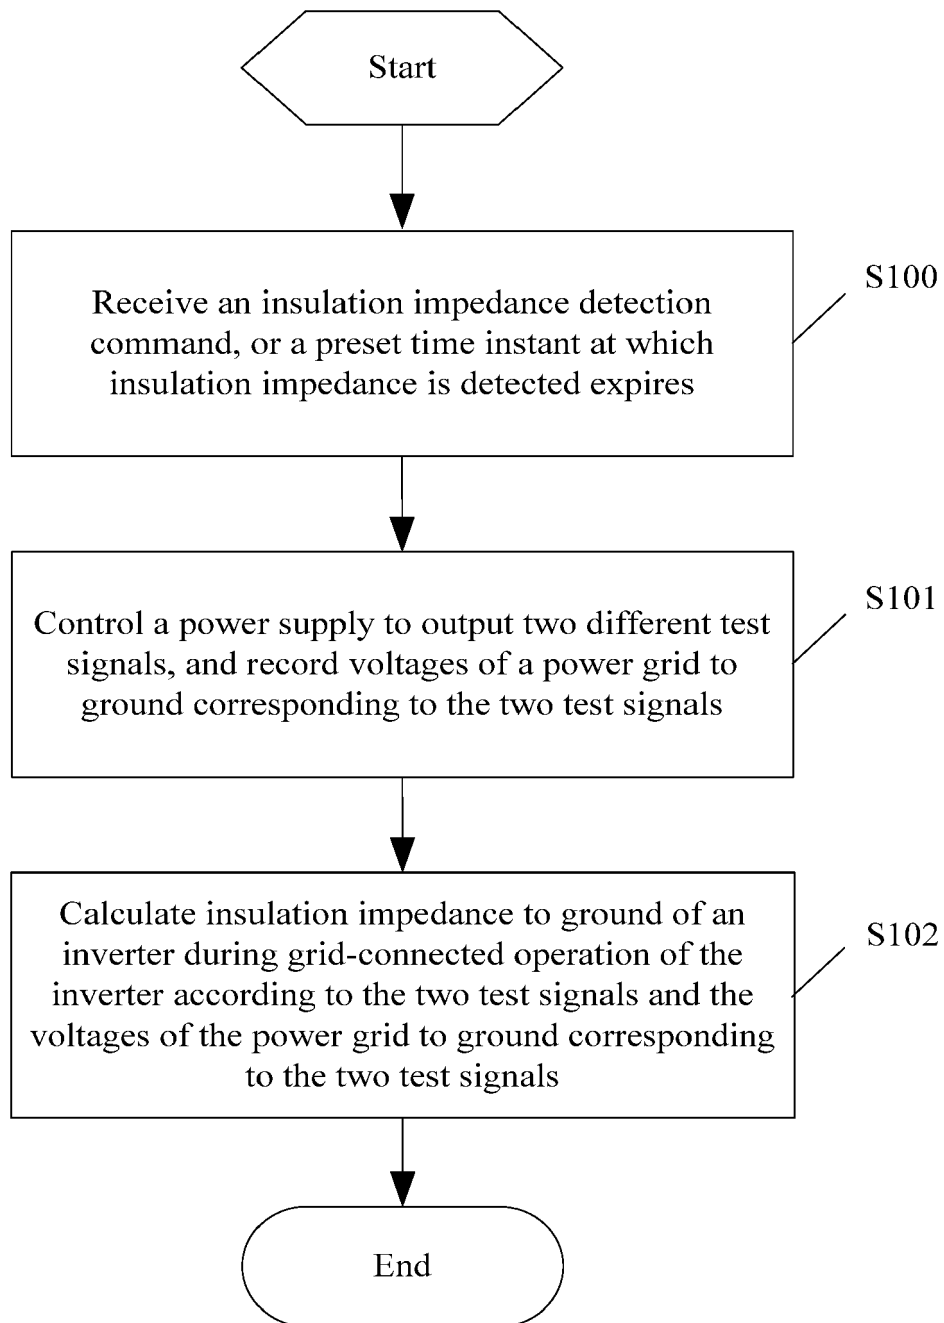 Start
S100
Receive an insulation impedance detection
command, or a preset time instant at which
insulation impedance is detected expires
S101
Control a power supply to output two different test
signals, and record voltages of a power grid to
ground corresponding to the two test signals
S102
Calculate insulation impedance to ground of an
inverter during grid-connected operation of the
inverter according to the two test signals and the
voltages of the power grid to ground corresponding
to the two test signals
End